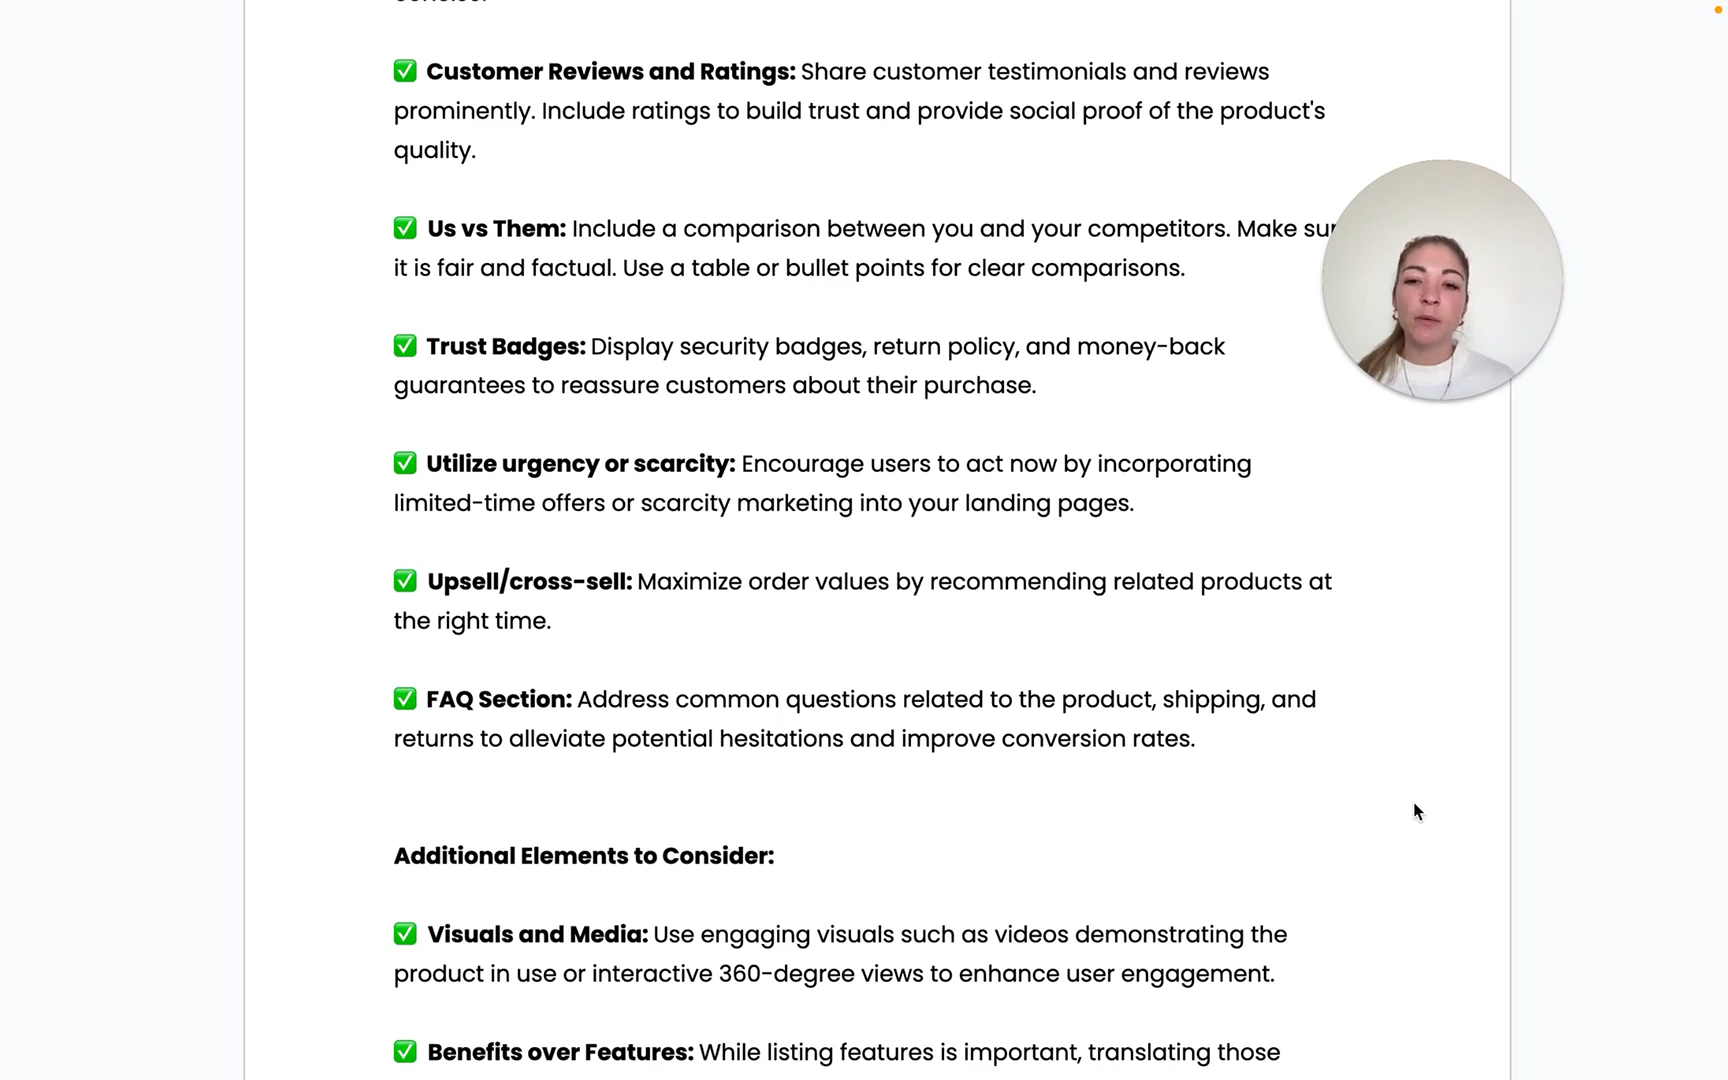 ✅ Customer Reviews and Ratings: Share customer testimonials and reviews
prominently. Include ratings to build trust and provide social proof of the product's
quality.
✅ Us vs Them: Include a comparison between you and your competitors. Make
it is fair and factual. Use a table or bullet points for clear comparisons.
✅ Trust Badges: Display security badges, return policy, and money-back
guarantees to reassure customers about their purchase.
✅ Utilize urgency or scarcity: Encourage users to act now by incorporating
limited-time offers or scarcity marketing into your landing pages.
✅ Upsell/cross-sell: Maximize order values by recommending related products at
the right time.
✅ FAQ Section: Address common questions related to the product, shipping, and
returns to alleviate potential hesitations and improve conversion rates.
Additional Elements to Consider:
✅ Visuals and Media: Use engaging visuals such as videos demonstrating the
product in use or interactive 360-degree views to enhance user engagement.
✅ Benefits over Features: While listing features is important, translating those